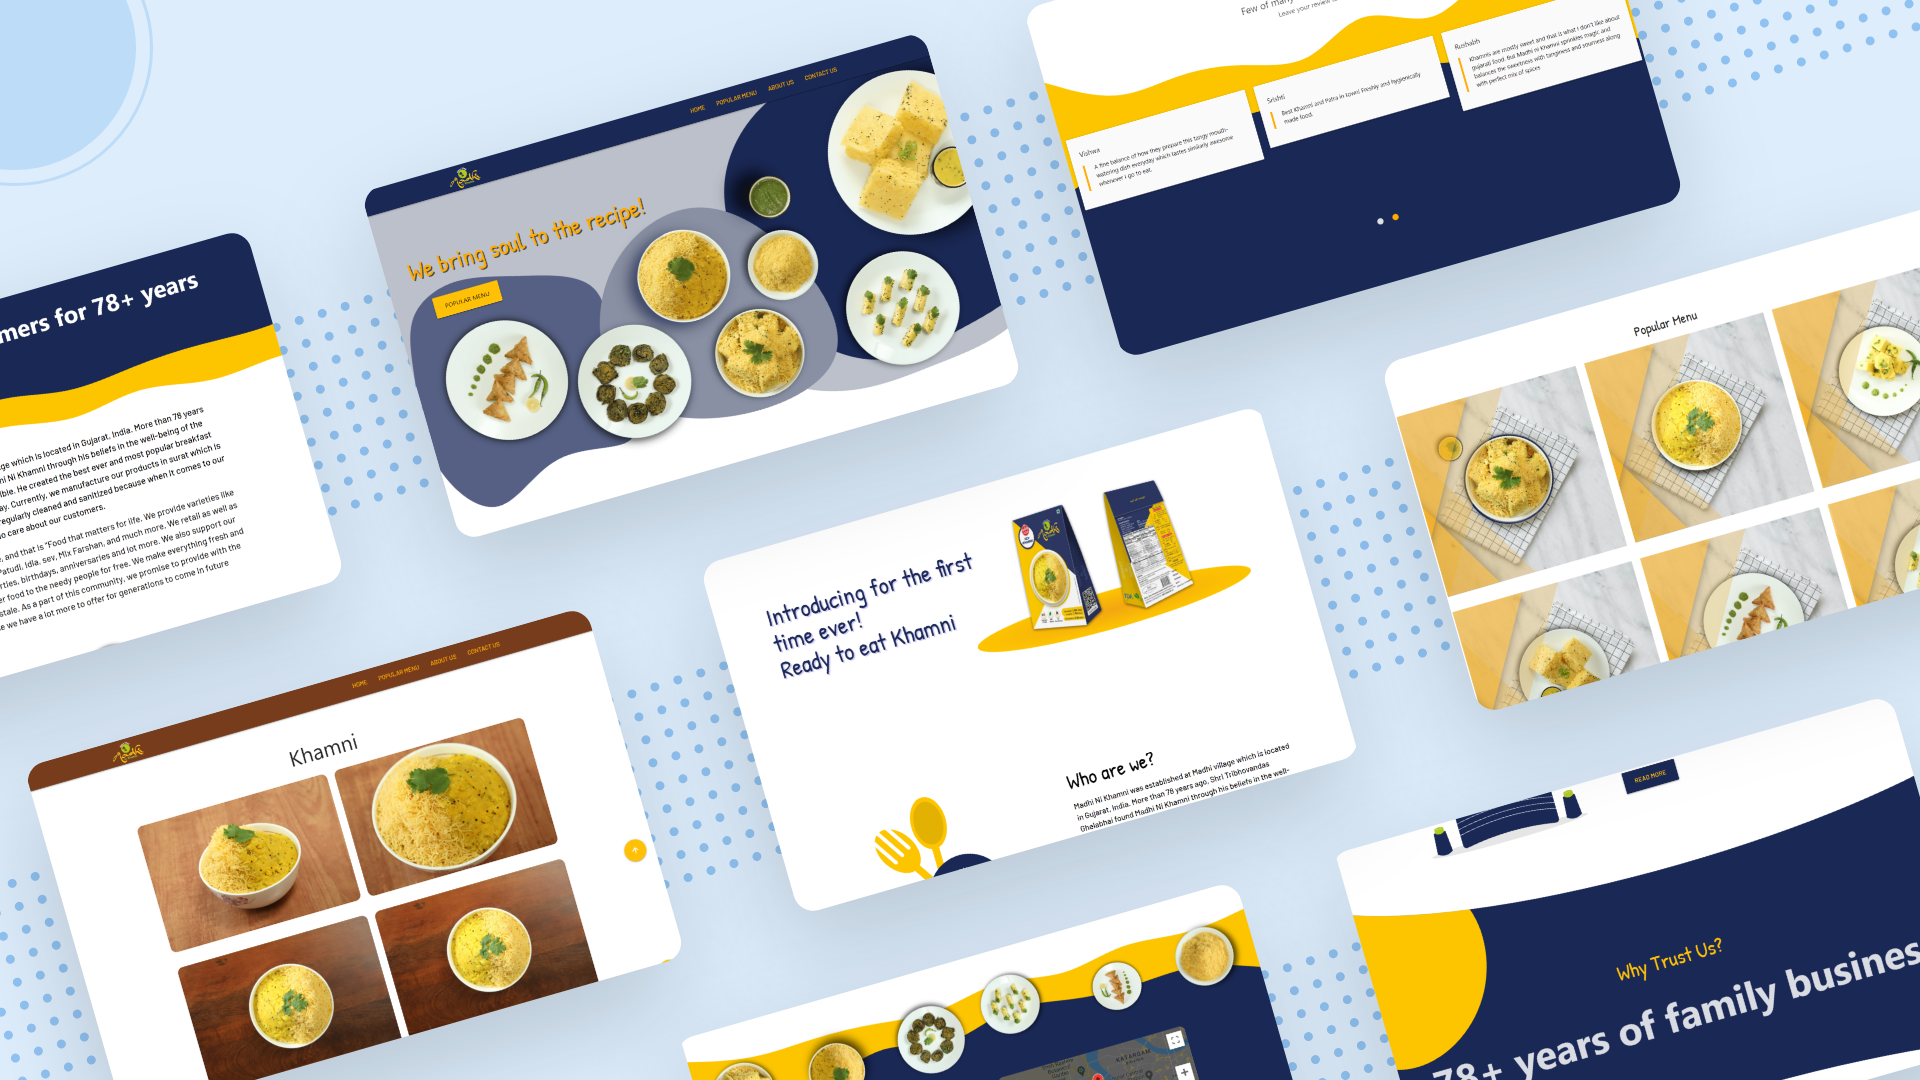 Few of many
Leave your review
Vishwa
A fine balance of how they prepare this tangy mouth-
watering dish everyday which tastes similarly awesome
whenever i go to eat.
Srishti
Best Khamni and Patra in town! Freshly and hygienically
made food.
Rushabh
Khamnis are mostly sweet and that is what I don't like about
gujarati food. But Madhi ni Khamni sprinkles magic and
balances the sweetness with tanginess and sourness along
with perfect mix of spices
HOME POPULAR MENU ABOUT US CONTACT US
We bring soul to the recipe!
POPULAR MENU
mers for 78+ years
ge which is located in Gujarat, India. More than 78 years
ni Ni Khamni through his beliefs in the well-being of the
ible. He created the best ever and most popular breakfast
ay. Currently, we manufacture our products in surat which is
regularly cleaned and sanitized because when it comes to our
o care about our customers.
, and that is "Food that matters for life. We provide varieties like
Patudi, Idla, sev, Mix Farshan, and much more. We retail as well as
rties, birthdays, anniversaries and lot more. We also support our
er food to the needy people for free. We make everything fresh and
stale. As a part of this community, we promise to provide with the
e we have a lot more to offer for generations to come in future
Popular Menu
Introducing for the first
time ever!
Ready to eat Khamni
Who are we?
Madhi Ni Khamni was established at Madhi village which is located
in Gujarat, India. More than 78 years ago, Shri Tribhovandas
Ghelabhai found Madhi Ni Khamni through his beliefs in the well-
HOME POPULAR MENU ABOUT US CONTACT US
Khamni
READ MORE
Why Trust Us?
78+ years of family busines
KATARGAM